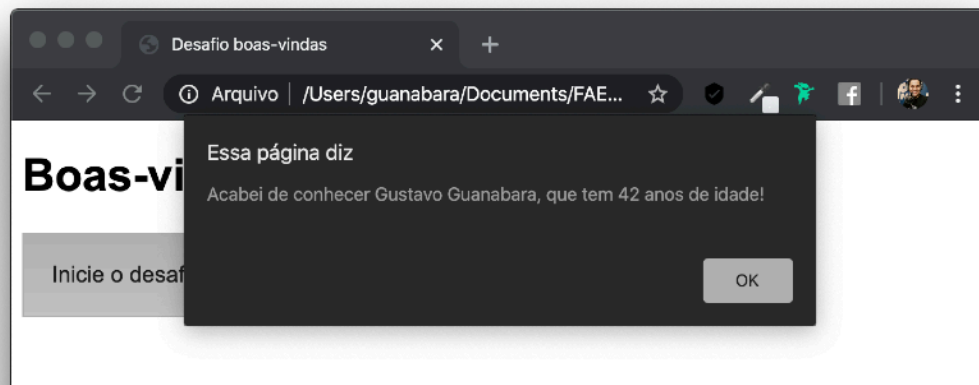 Desafio boas-vindas
Arquivo | /Users/guanabara/Documents/FAE...
Essa página diz
Boas-vi
Acabei de conhecer Gustavo Guanabara, que tem 42 anos de idade!
Inicie o desaf
OK